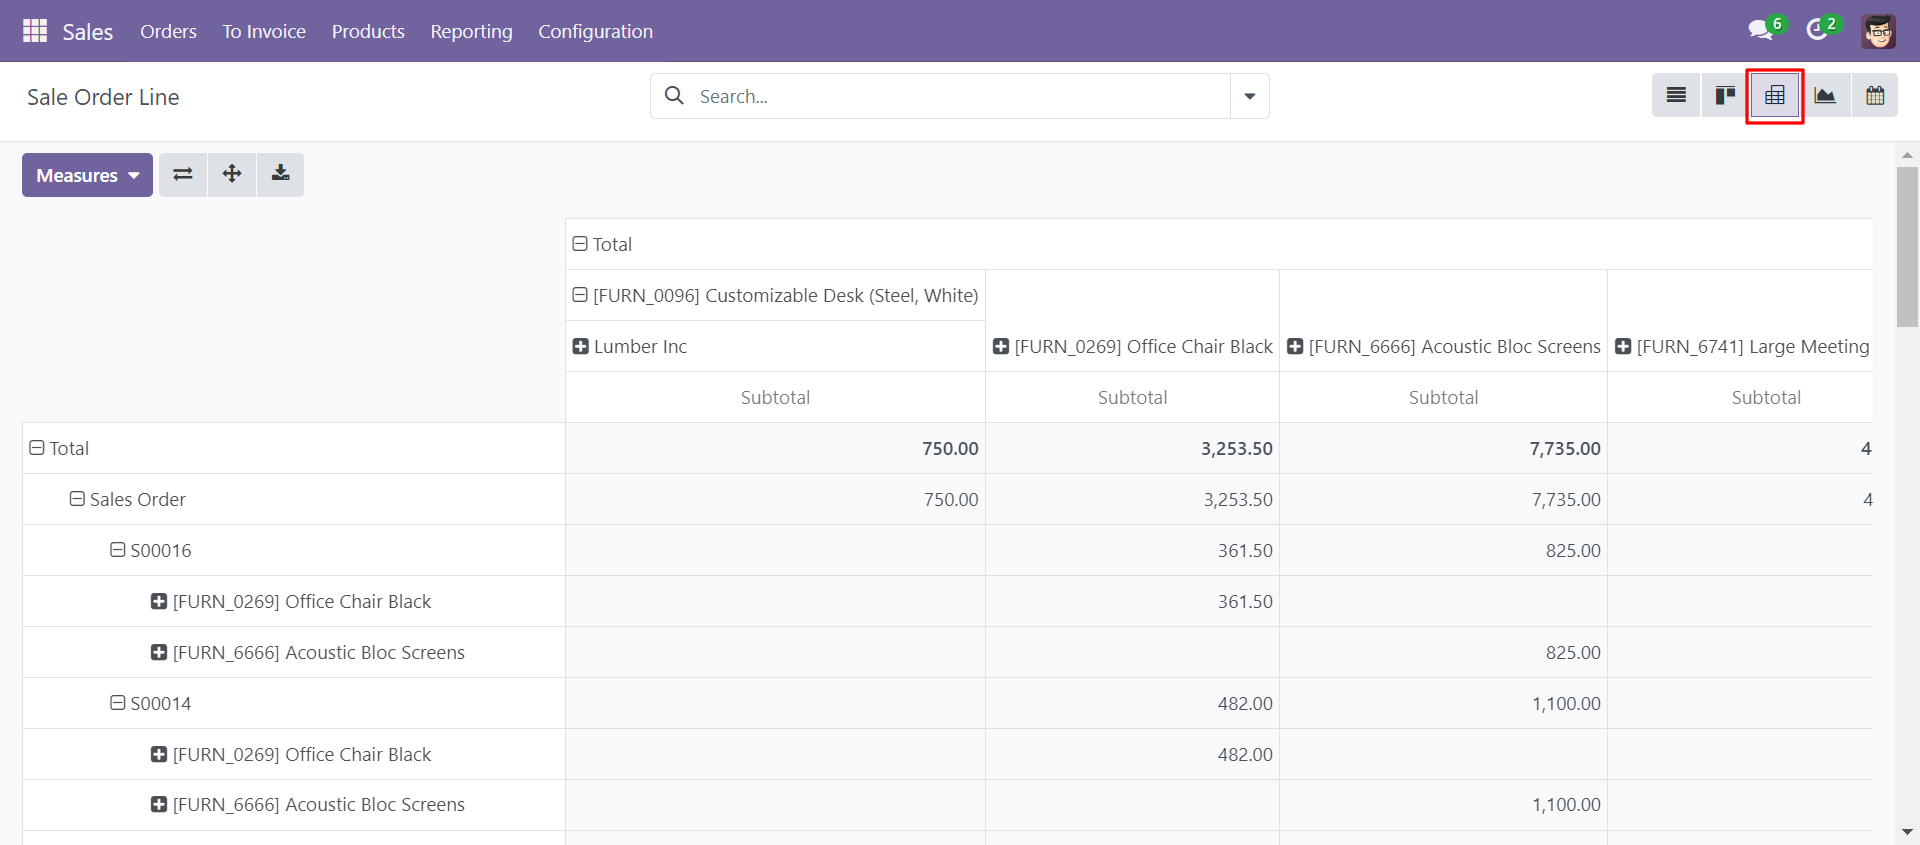 Sales Orders To Invoice Products Reporting Configuration 6 2
Sale Order Line Search...
Measures
Total
[FURN_0096] Customizable Desk (Steel, White)
Lumber Inc [FURN_0269] Office Chair Black [FURN_6666] Acoustic Bloc Screens [FURN_6741] Large Meeting
Subtotal Subtotal Subtotal Subtotal
Total 750.00 3,253.50 7,735.00 4
Sales Order 750.00 3,253.50 7,735.00 4
S00016 361.50 825.00
[FURN_0269] Office Chair Black 361.50
[FURN_6666] Acoustic Bloc Screens 825.00
S00014 482.00 1,100.00
[FURN_0269] Office Chair Black 482.00
[FURN_6666] Acoustic Bloc Screens 1,100.00